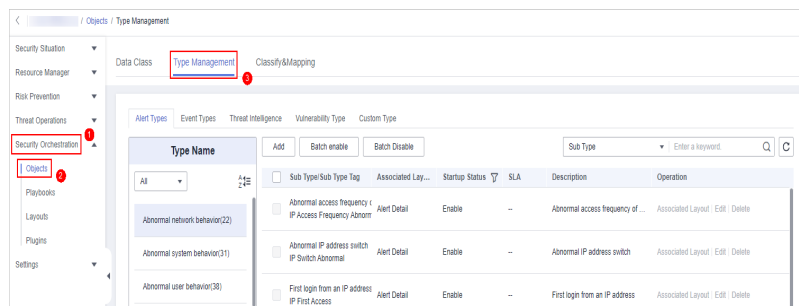 / Objects / Type Management
Security Situation
Resource Manager
Risk Prevention
Threat Operations
Security Orchestration
1
Objects
2
Playbooks
Layouts
Plugins
Settings
Data Class Type Management Classify&Mapping
3
Alert Types Event Types Threat Intelligence Vulnerability Type Custom Type
Type Name
All
Abnormal network behavior(22)
Abnormal system behavior(31)
Abnormal user behavior(38)
Add Batch enable Batch Disable Sub Type Enter a keyword.
Sub Type/Sub Type Tag Associated Lay... Startup Status SLA Description Operation
Abnormal access frequency
IP Access Frequency Abnorm Alert Detail Enable -- Abnormal access frequency of ... Associated Layout | Edit | Delete
Abnormal IP address switch
IP Switch Abnormal Alert Detail Enable -- Abnormal IP address switch Associated Layout | Edit | Delete
First login from an IP address
IP First Access Alert Detail Enable -- First login from an IP address Associated Layout | Edit | Delete